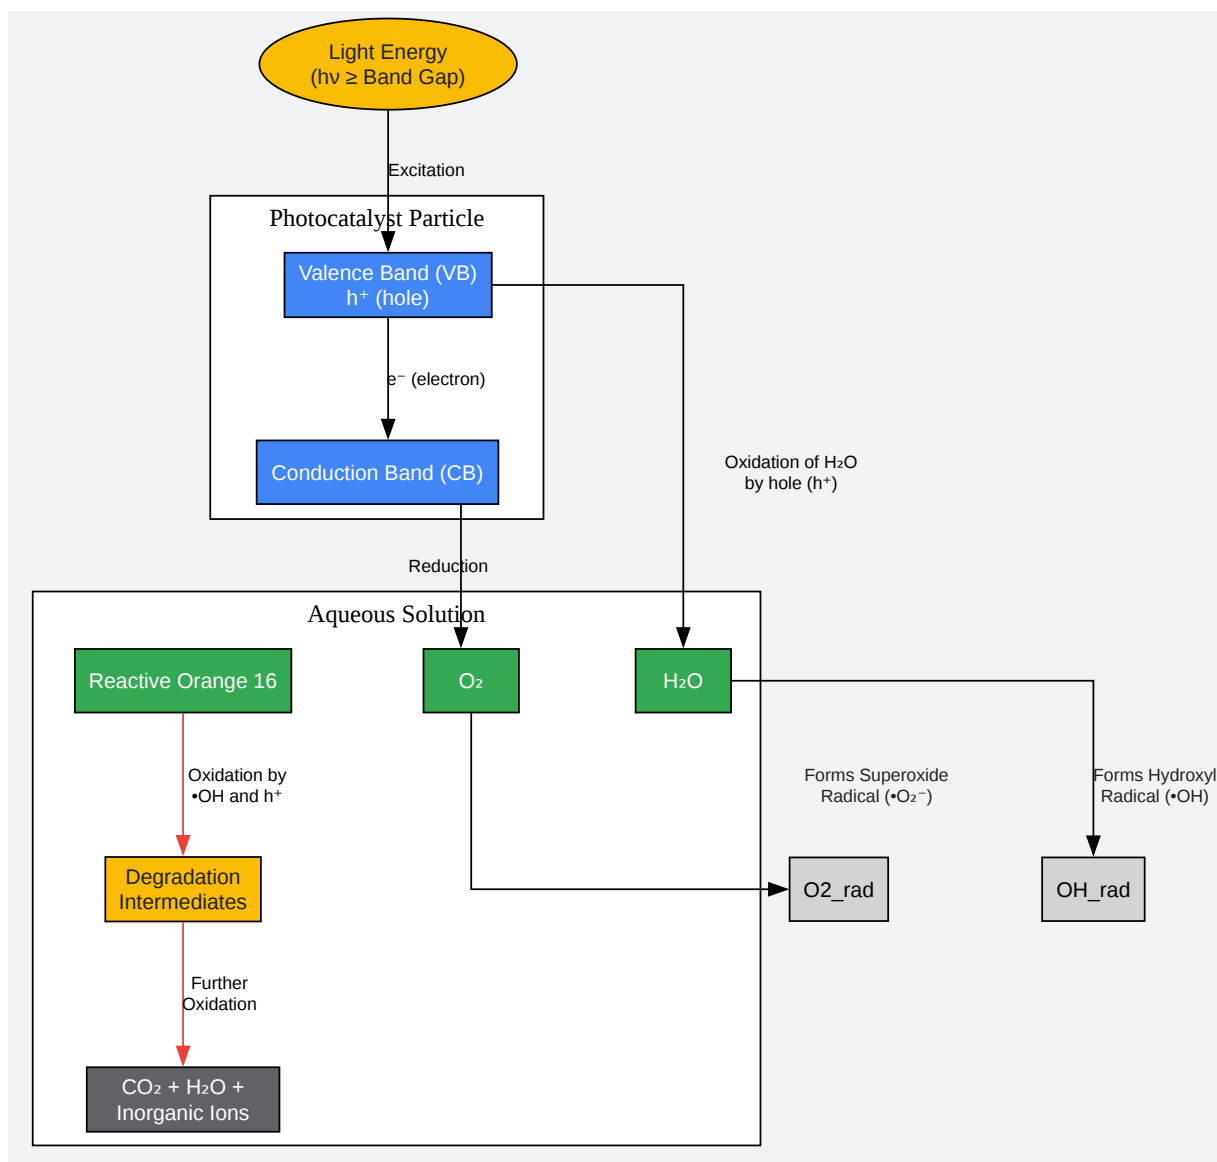 Light Energy
(hν ≥ Band Gap)
Excitation
Photocatalyst Particle
Valence Band (VB)
h⁺ (hole)
e⁻ (electron)
Conduction Band (CB)
Oxidation of H₂O
by hole (h⁺)
Reduction
Aqueous Solution
Reactive Orange 16
O₂
H₂O
Oxidation by
•OH and h⁺
Forms Superoxide
Radical (•O₂⁻)
Forms Hydroxyl
Radical (•OH)
Degradation
Intermediates
O2_rad
OH_rad
Further
Oxidation
CO₂ + H₂O +
Inorganic Ions